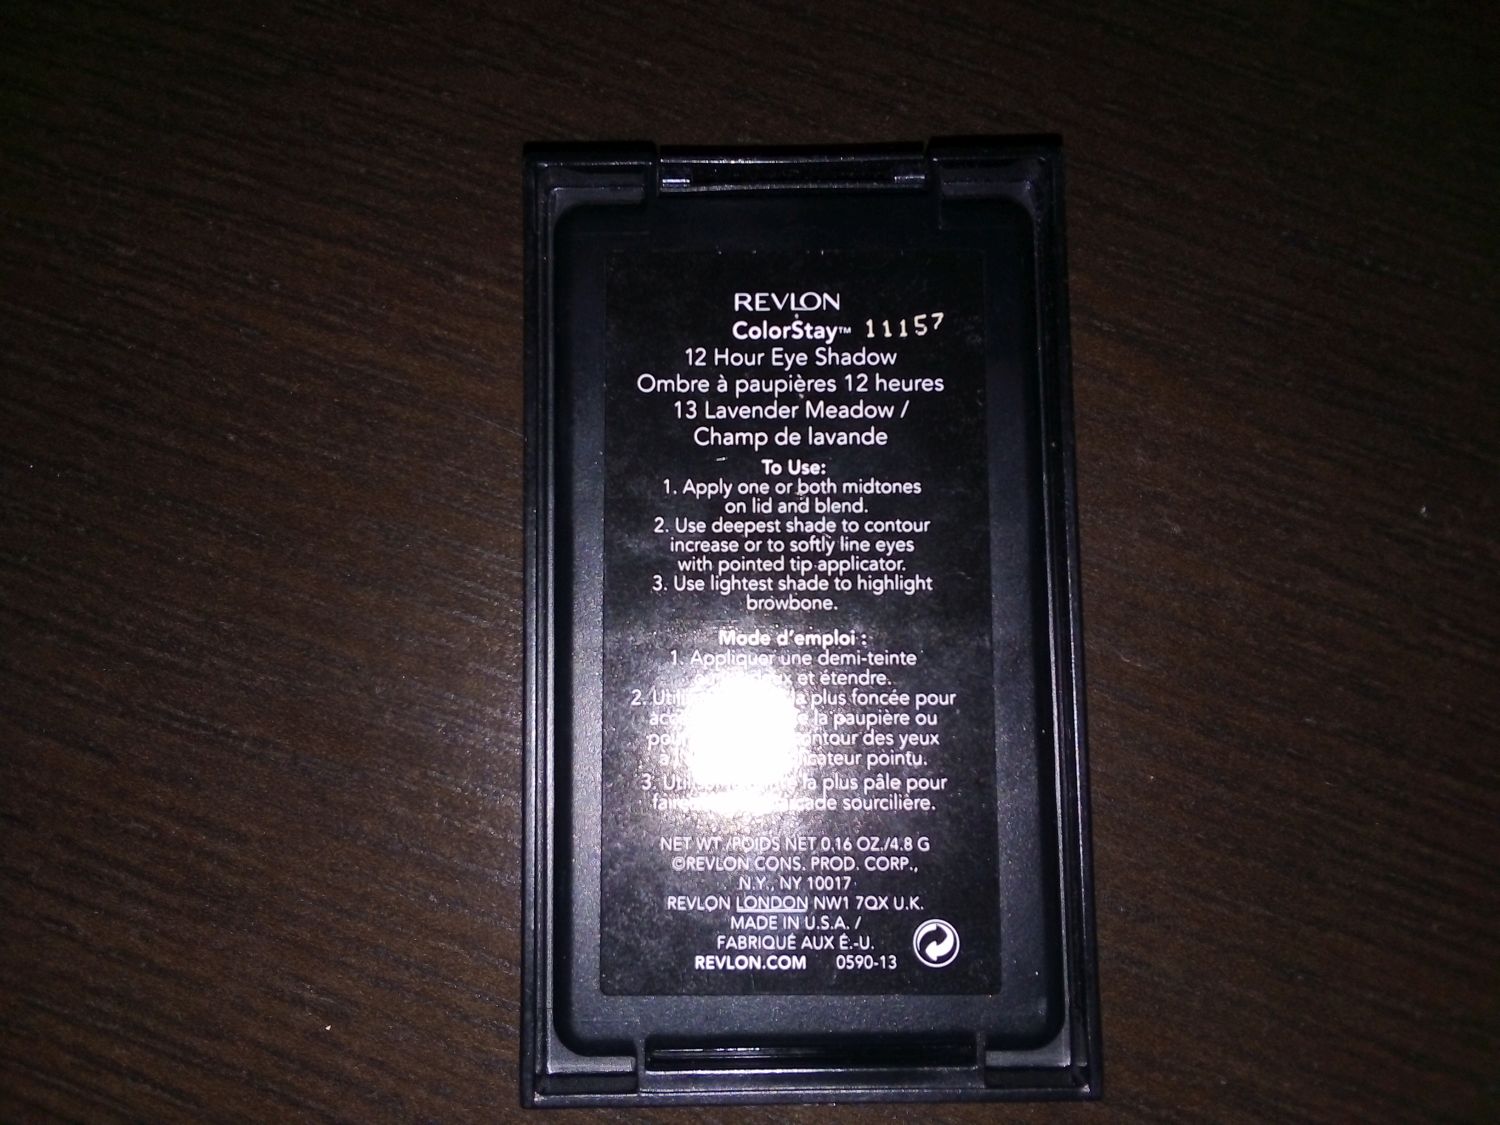 REVLON
ColorStay™ 11157
12 Hour Eye Shadow
Ombre à paupières 12 heures
13 Lavender Meadow /
Champ de lavande
To Use:
1. Apply one or both midtones
on lid and blend.
2. Use deepest shade to contour
increase or to softly line eyes
with pointed tip applicator.
3. Use lightest shade to highlight
browbone.
Mode d'emploi :
1. Appliquer une demi-teinte
et étendre.
2. la plus foncée pour
la paupière ou
des yeux
pointu.
3. la plus pâle pour
sourcilière.
NET WT./POIDS NET 0.16 OZ./4.8 G
©REVLON CONS. PROD. CORP.,
N.Y., NY 10017
REVLON LONDON NW1 7QX U.K.
MADE IN U.S.A. /
FABRIQUÉ AUX É.-U.
REVLON.COM 0590-13